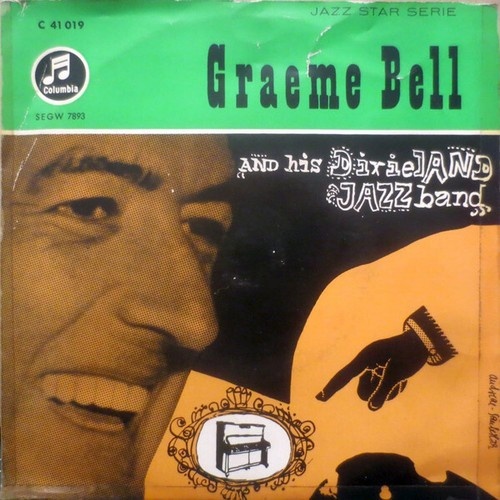 JAZZ STAR SERIE
C 41 019
Columbia
SEGW 7893
Graeme Bell
AND his DixielAND
JAZZ band